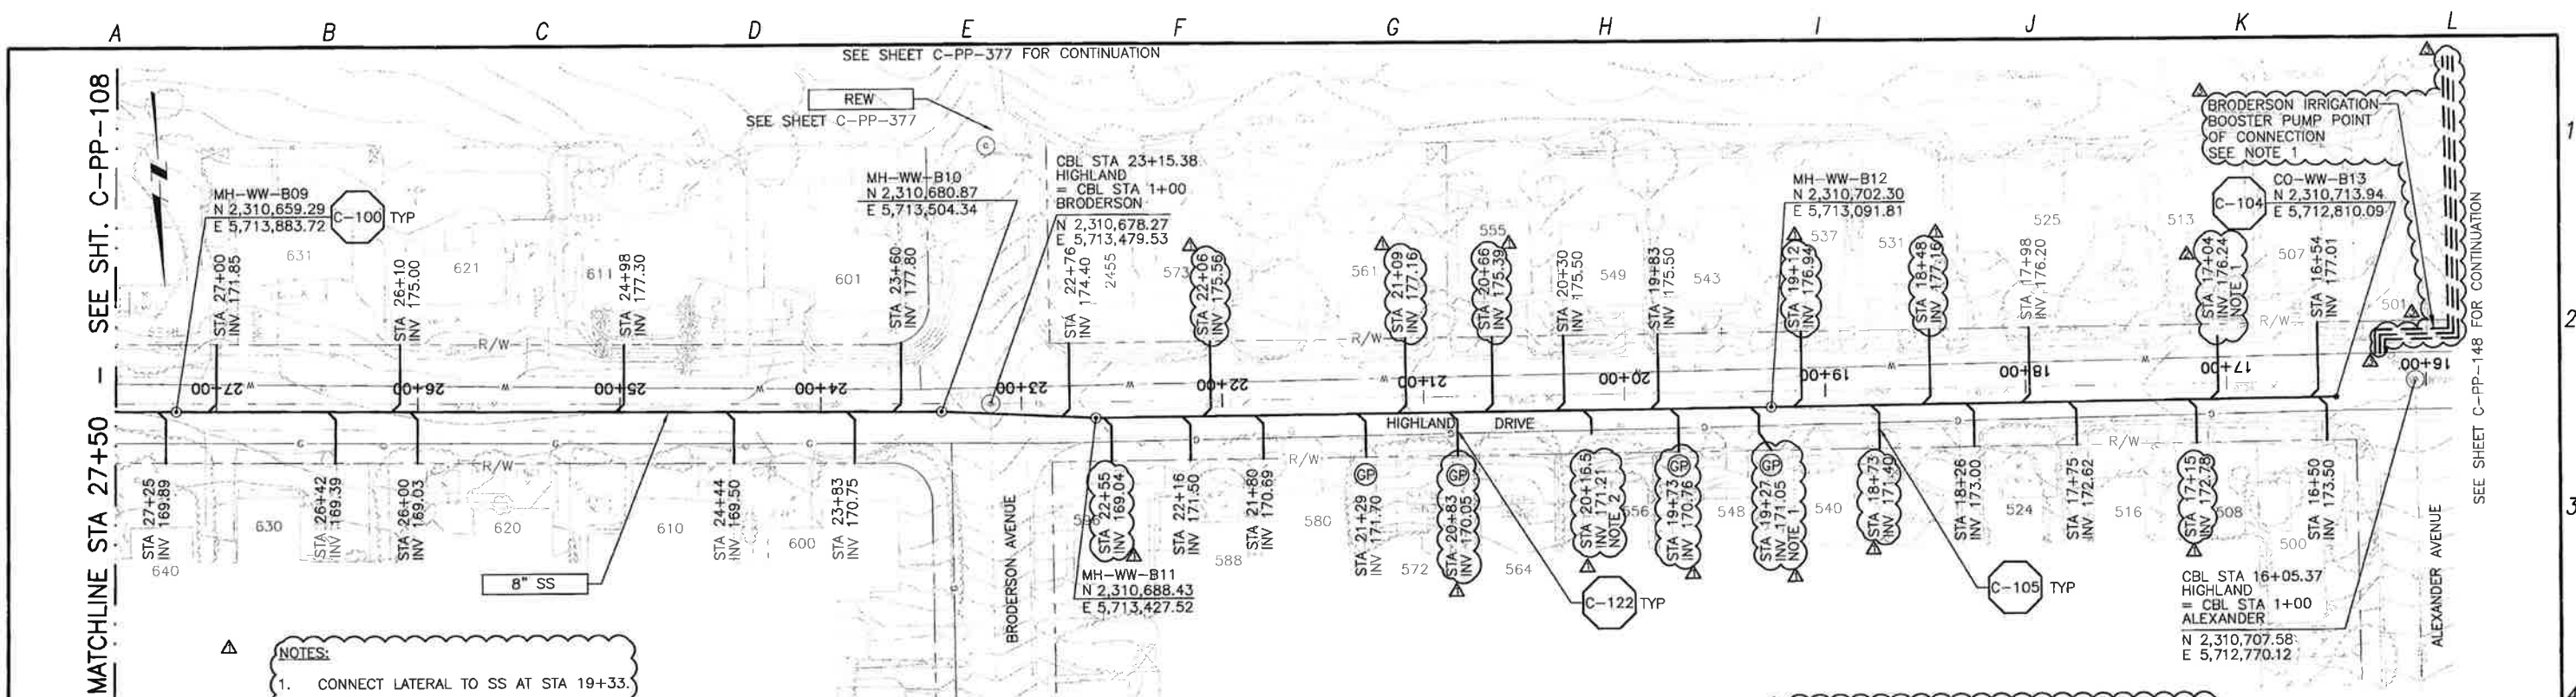 A B C D E F G H I J K L
SEE SHEET C-PP-377 FOR CONTINUATION
MATCHLINE STA 27+50 - SEE SHT. C-PP-108
REW
SEE SHEET C-PP-377
1
2
3
MH-WW-B09
N 2,310,659.29
E 5,713,883.72
C-100 TYP
MH-WW-B10
N 2,310,680.87
E 5,713,504.34
CBL STA 23+15.38
HIGHLAND
= CBL STA 1+00
BRODERSON
N 2,310,678.27
E 5,713,479.53
MH-WW-B12
N 2,310,702.30
E 5,713,091.81
BRODERSON IRRIGATION
BOOSTER PUMP POINT
OF CONNECTION
SEE NOTE 1
C-104
CO-WW-B13
N 2,310,713.94
E 5,712,810.09
SEE SHEET C-PP-148 FOR CONTINUATION
631
621
611
601
2455
573
561
555
549
543
537
531
525
513
507
501
STA 27+00
INV 171.85
STA 26+10
INV 175.00
STA 24+98
INV 177.30
STA 23+60
INV 177.80
STA 22+76
INV 174.40
STA 22+06
INV 175.56
STA 21+09
INV 177.16
STA 20+66
INV 175.39
STA 20+30
INV 175.50
STA 19+83
INV 175.50
STA 19+12
INV 176.94
STA 18+48
INV 177.16
STA 17+98
INV 176.20
STA 17+04
INV 176.24
NOTE 1
STA 16+54
INV 177.01
R/W
R/W
R/W
27+00
26+00
25+00
24+00
23+00
22+00
21+00
20+00
19+00
18+00
17+00
16+00
HIGHLAND DRIVE
R/W
R/W
R/W
STA 27+25
INV 169.89
STA 26+42
INV 169.39
STA 26+00
INV 169.03
STA 24+44
INV 169.50
STA 23+83
INV 170.75
STA 22+55
INV 169.04
STA 22+16
INV 171.50
STA 21+80
INV 170.69
GP
STA 21+29
INV 171.70
GP
STA 20+83
INV 170.05
STA 20+16.5
INV 171.21
NOTE 2
GP
STA 19+73
INV 170.76
GP
STA 19+27
INV 171.05
NOTE 1
STA 18+73
INV 171.40
STA 18+26
INV 173.00
STA 17+75
INV 172.62
STA 17+15
INV 172.78
STA 16+50
INV 173.50
640
630
620
610
600
596
588
580
572
564
556
548
540
524
516
508
500
8" SS
BRODERSON AVENUE
MH-WW-B11
N 2,310,688.43
E 5,713,427.52
C-122 TYP
C-105 TYP
CBL STA 16+05.37
HIGHLAND
= CBL STA 1+00
ALEXANDER
N 2,310,707.58
E 5,712,770.12
ALEXANDER AVENUE
NOTES:
1. CONNECT LATERAL TO SS AT STA 19+33.